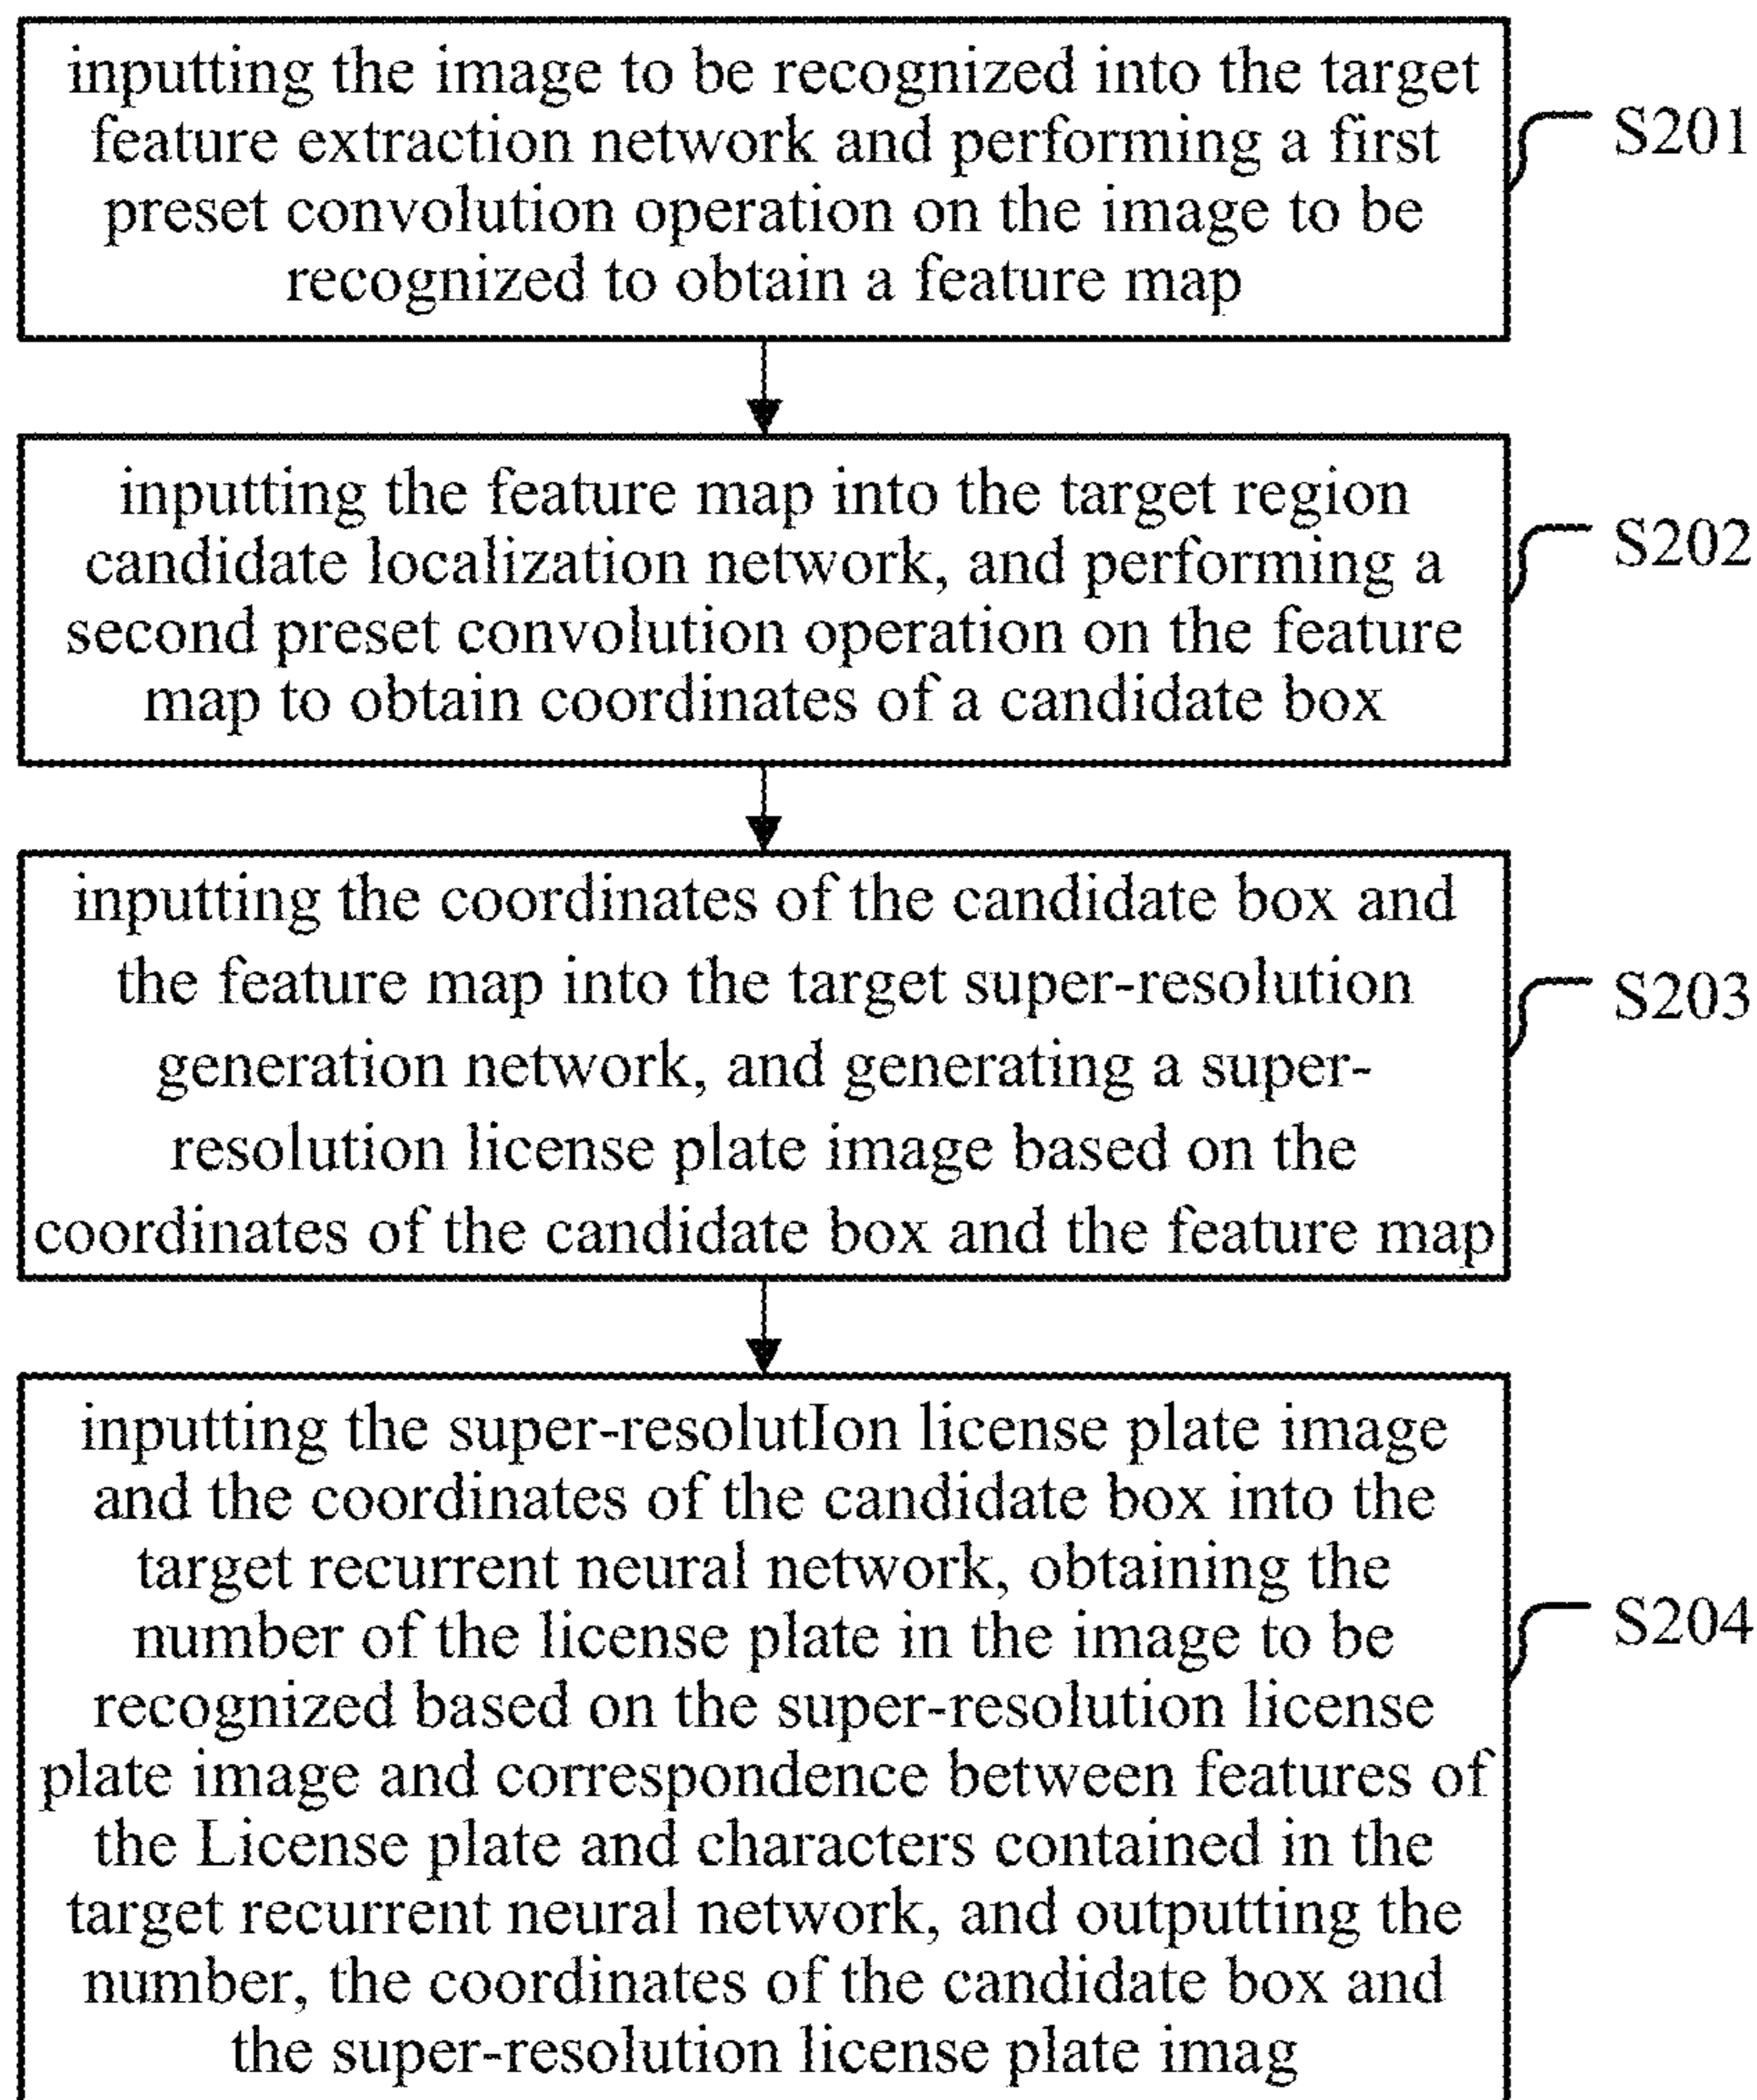 inputting the image to be recognized into the target
feature extraction network and performing a first
preset convolution operation on the image to be
recognized to obtain a feature map
S201
inputting the feature map into the target region
candidate localization network, and performing a
second preset convolution operation on the feature
map to obtain coordinates of a candidate box
S202
inputting the coordinates of the candidate box and
the feature map into the target super-resolution
generation network, and generating a super-
resolution license plate image based on the
coordinates of the candidate box and the feature map
S203
inputting the super-resolutIon license plate image
and the coordinates of the candidate box into the
target recurrent neural network, obtaining the
number of the license plate in the image to be
recognized based on the super-resolution license
plate image and correspondence between features of
the License plate and characters contained in the
target recurrent neural network, and outputting the
number, the coordinates of the candidate box and
the super-resolution license plate imag
S204